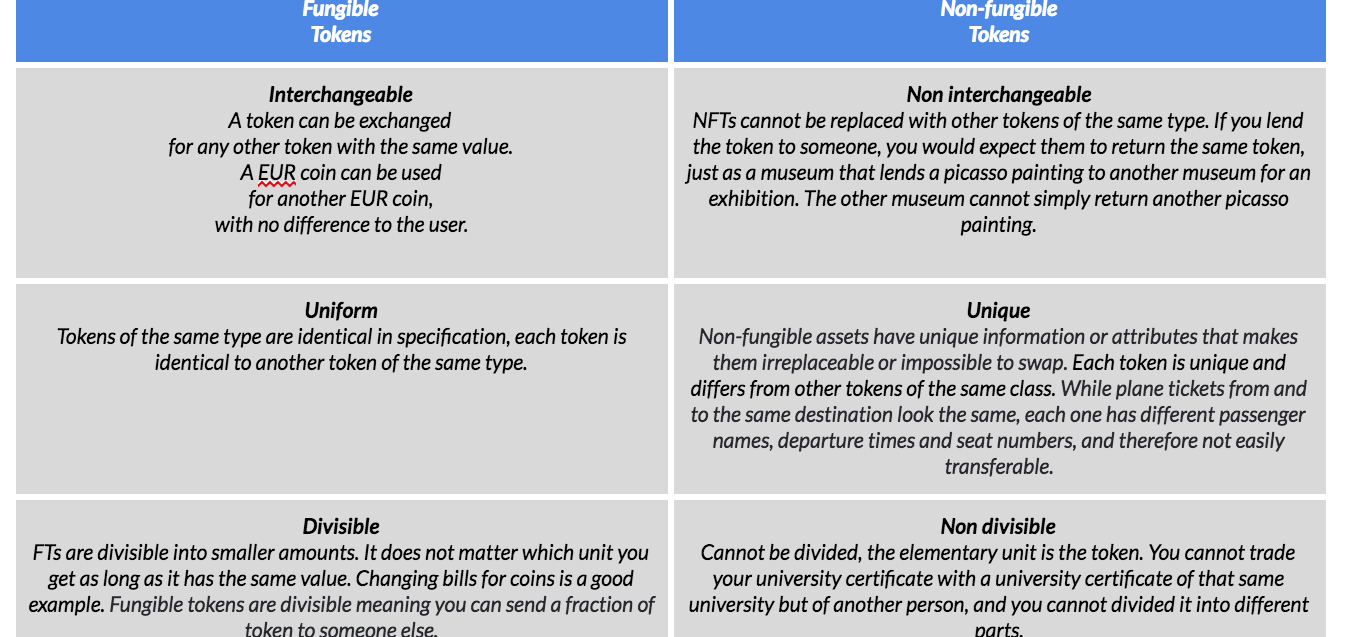 Fungible
Tokens
Non-fungible
Tokens
Interchangeable
A token can be exchanged
for any other token with the same value.
A EUR coin can be used
for another EUR coin,
with no difference to the user.
Non interchangeable
NFTs cannot be replaced with other tokens of the same type. If you lend
the token to someone, you would expect them to return the same token,
just as a museum that lends a picasso painting to another museum for an
exhibition. The other museum cannot simply return another picasso
painting.
Uniform
Tokens of the same type are identical in specification, each token is
identical to another token of the same type.
Unique
Non-fungible assets have unique information or attributes that makes
them irreplaceable or impossible to swap. Each token is unique and
differs from other tokens of the same class. While plane tickets from and
to the same destination look the same, each one has different passenger
names, departure times and seat numbers, and therefore not easily
transferable.
Divisible
FTs are divisible into smaller amounts. It does not matter which unit you
get as long as it has the same value. Changing bills for coins is a good
example. Fungible tokens are divisible meaning you can send a fraction of
token to someone else.
Non divisible
Cannot be divided, the elementary unit is the token. You cannot trade
your university certificate with a university certificate of that same
university but of another person, and you cannot divided it into different
parts.